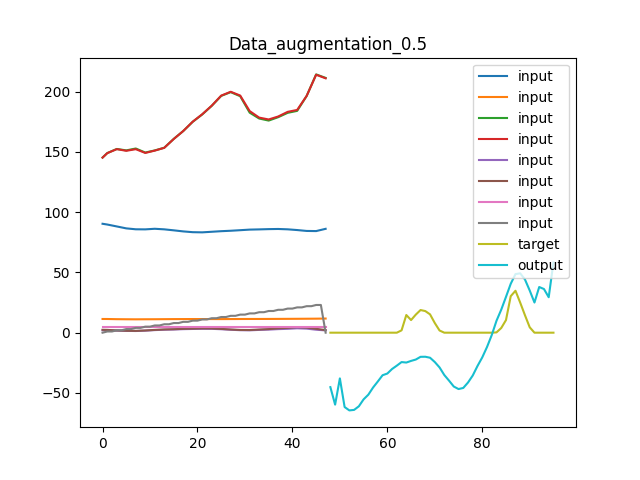 Data_augmentation_0.5
200
150
100
50
0
−50
0
20
40
60
80
input
input
input
input
input
input
input
input
target
output